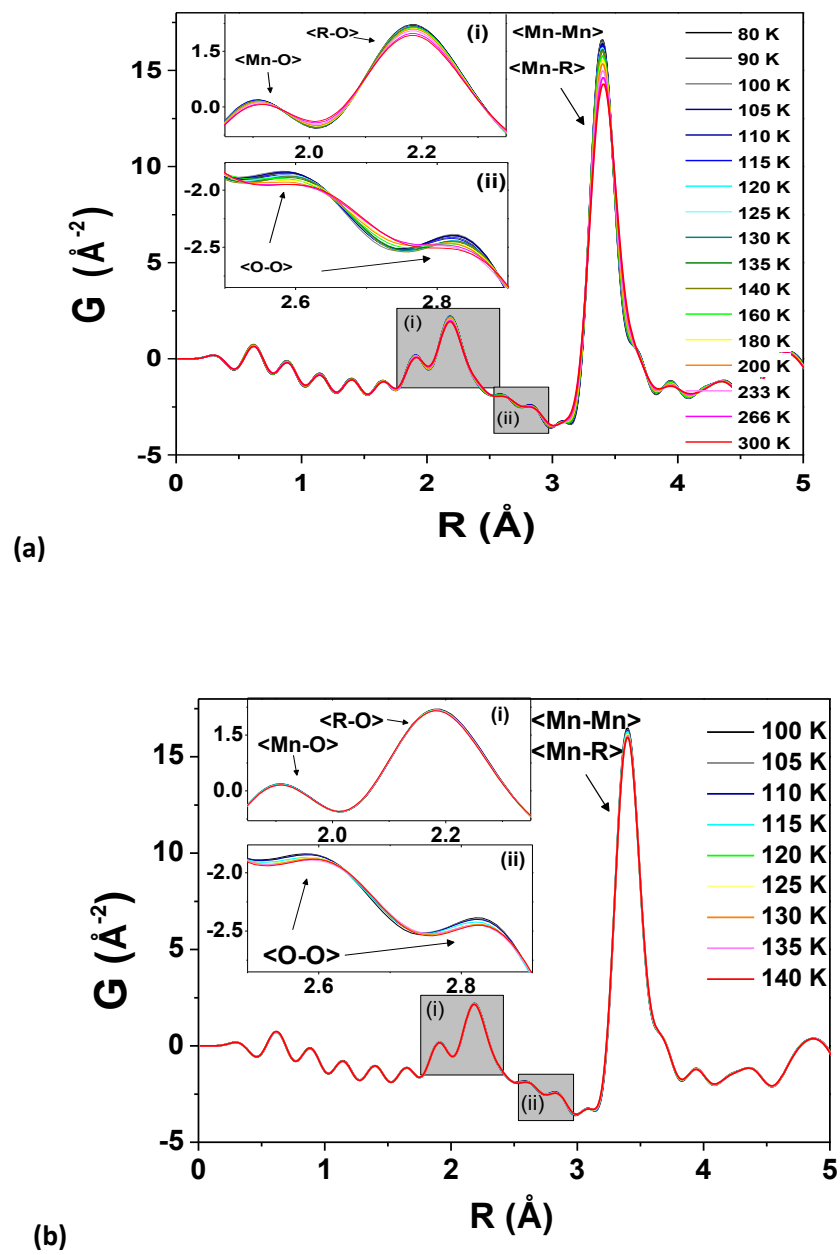 <R-O>
(i)
<Mn-O>
1.5
0.0
2.0
2.2
(ii)
-2.0
-2.5
<O-O>
2.6
2.8
<Mn-Mn>
<Mn-R>
80 K
90 K
100 K
105 K
110 K
115 K
120 K
125 K
130 K
135 K
140 K
160 K
180 K
200 K
233 K
266 K
300 K
(i)
(ii)
15
10
5
0
-5
G (Å-2)
0
1
2
3
4
5
R (Å)
(a)
<R-O>
(i)
<Mn-O>
1.5
0.0
2.0
2.2
(ii)
-2.0
-2.5
<O-O>
2.6
2.8
<Mn-Mn>
<Mn-R>
100 K
105 K
110 K
115 K
120 K
125 K
130 K
135 K
140 K
(i)
(ii)
15
10
5
0
-5
G (Å-2)
0
1
2
3
4
5
R (Å)
(b)